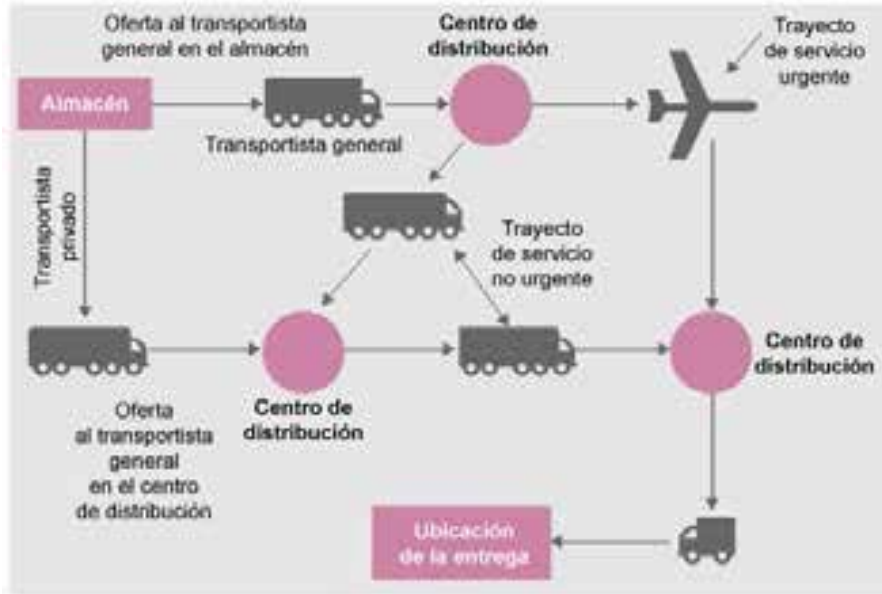 Oferta al transportista
general en el almacén
Centro de
distribución
Trayecto
de servicio
urgente
Almacén
Transportista general
Transportista
privado
Trayecto
de servicio
no urgente
Centro de
distribución
Oferta
al transportista
general
en el centro
de distribución
Centro de
distribución
Ubicación
de la entrega